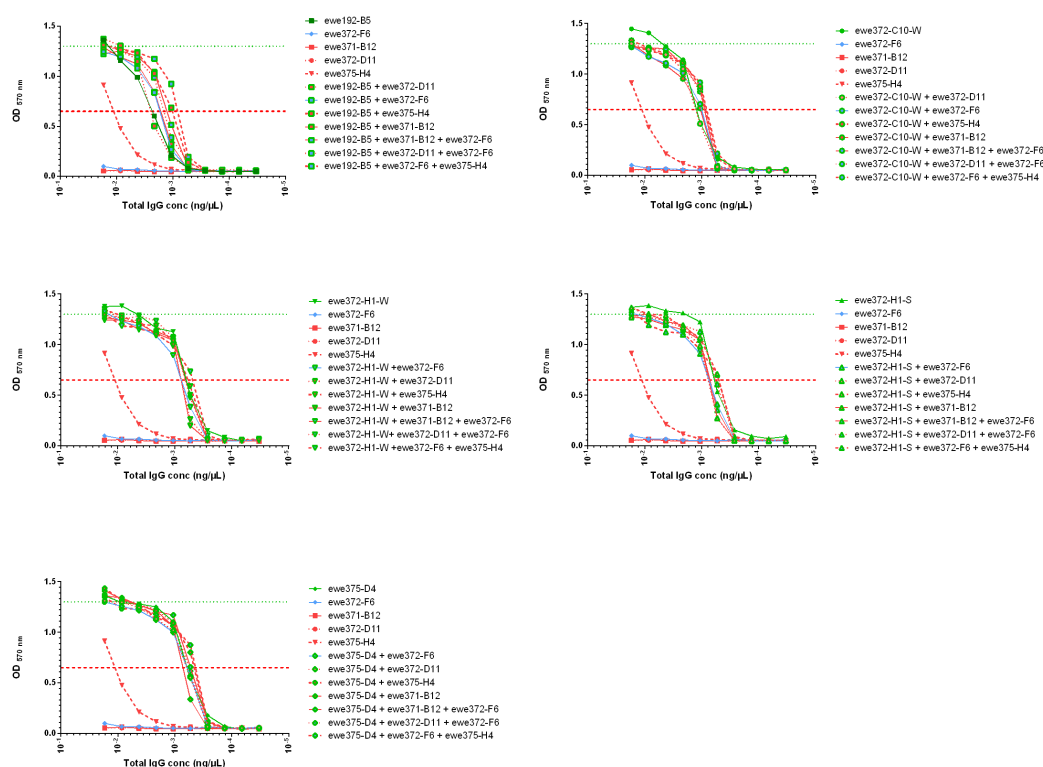 ewe192-B5
ewe372-F6
ewe371-B12
ewe372-D11
ewe375-H4
ewe192-B5 + ewe372-D11
ewe192-B5 + ewe372-F6
ewe192-B5 + ewe375-H4
ewe192-B5 + ewe371-B12
ewe192-B5 + ewe371-B12 + ewe372-F6
ewe192-B5 + ewe372-D11 + ewe372-F6
ewe192-B5 + ewe372-F6 + ewe375-H4
OD 570 nm
1.5
1.0
0.5
0.0
10-1
10-2
10-3
10-4
10-5
Total IgG conc (ng/µL)
ewe372-C10-W
ewe372-F6
ewe371-B12
ewe372-D11
ewe375-H4
ewe372-C10-W + ewe372-D11
ewe372-C10-W + ewe372-F6
ewe372-C10-W + ewe375-H4
ewe372-C10-W + ewe371-B12
ewe372-C10-W + ewe371-B12 + ewe372-F6
ewe372-C10-W + ewe372-D11 + ewe372-F6
ewe372-C10-W + ewe372-F6 + ewe375-H4
OD 570 nm
1.5
1.0
0.5
0.0
10-1
10-2
10-3
10-4
10-5
Total IgG conc (ng/µL)
ewe372-H1-W
ewe372-F6
ewe371-B12
ewe372-D11
ewe375-H4
ewe372-H1-W +ewe372-F6
ewe372-H1-W + ewe372-D11
ewe372-H1-W + ewe375-H4
ewe372-H1-W + ewe371-B12
ewe372-H1-W + ewe371-B12 + ewe372-F6
ewe372-H1-W+ ewe372-D11 + ewe372-F6
ewe372-H1-W +ewe372-F6 + ewe375-H4
OD 570 nm
1.5
1.0
0.5
0.0
10-1
10-2
10-3
10-4
10-5
Total IgG conc (ng/µL)
ewe372-H1-S
ewe372-F6
ewe371-B12
ewe372-D11
ewe375-H4
ewe372-H1-S + ewe372-F6
ewe372-H1-S + ewe372-D11
ewe372-H1-S + ewe375-H4
ewe372-H1-S + ewe371-B12
ewe372-H1-S + ewe371-B12 + ewe372-F6
ewe372-H1-S + ewe372-D11 + ewe372-F6
ewe372-H1-S + ewe372-F6 + ewe375-H4
OD 570 nm
1.5
1.0
0.5
0.0
10-1
10-2
10-3
10-4
10-5
Total IgG conc (ng/µL)
ewe375-D4
ewe372-F6
ewe371-B12
ewe372-D11
ewe375-H4
ewe375-D4 + ewe372-F6
ewe375-D4 + ewe372-D11
ewe375-D4 + ewe375-H4
ewe375-D4 + ewe371-B12
ewe375-D4 + ewe371-B12 + ewe372-F6
ewe375-D4 + ewe372-D11 + ewe372-F6
ewe375-D4 + ewe372-F6 + ewe375-H4
OD 570 nm
1.5
1.0
0.5
0.0
10-1
10-2
10-3
10-4
10-5
Total IgG conc (ng/µL)